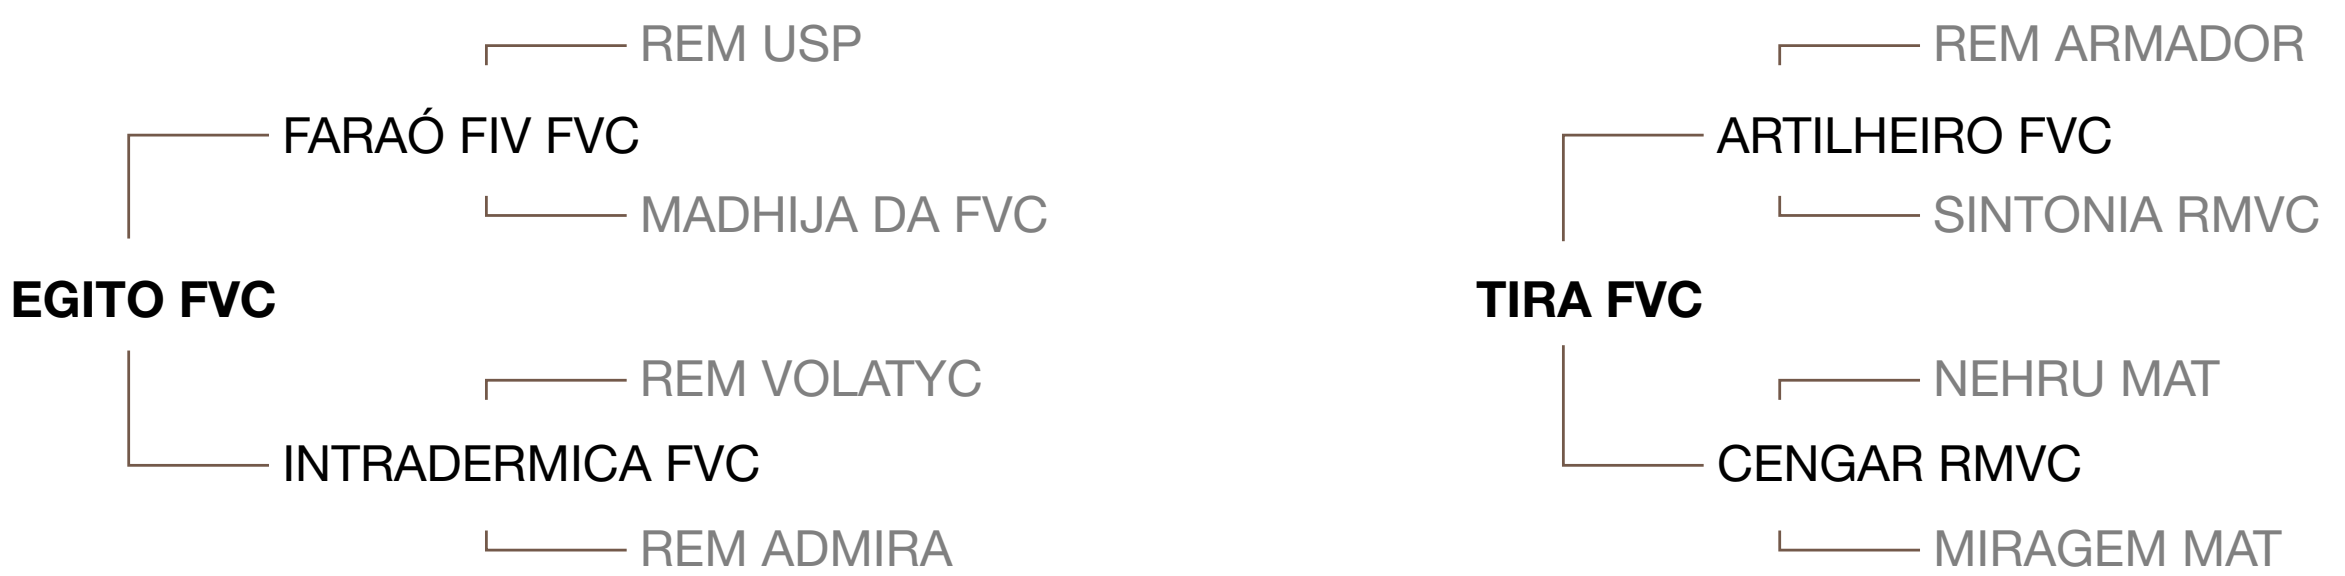 REM USP
FARAÓ FIV FVC
MADHIJA DA FVC
EGITO FVC
REM VOLATYC
INTRADERMICA FVC
REM ADMIRA
REM ARMADOR
ARTILHEIRO FVC
SINTONIA RMVC
TIRA FVC
NEHRU MAT
CENGAR RMVC
MIRAGEM MAT